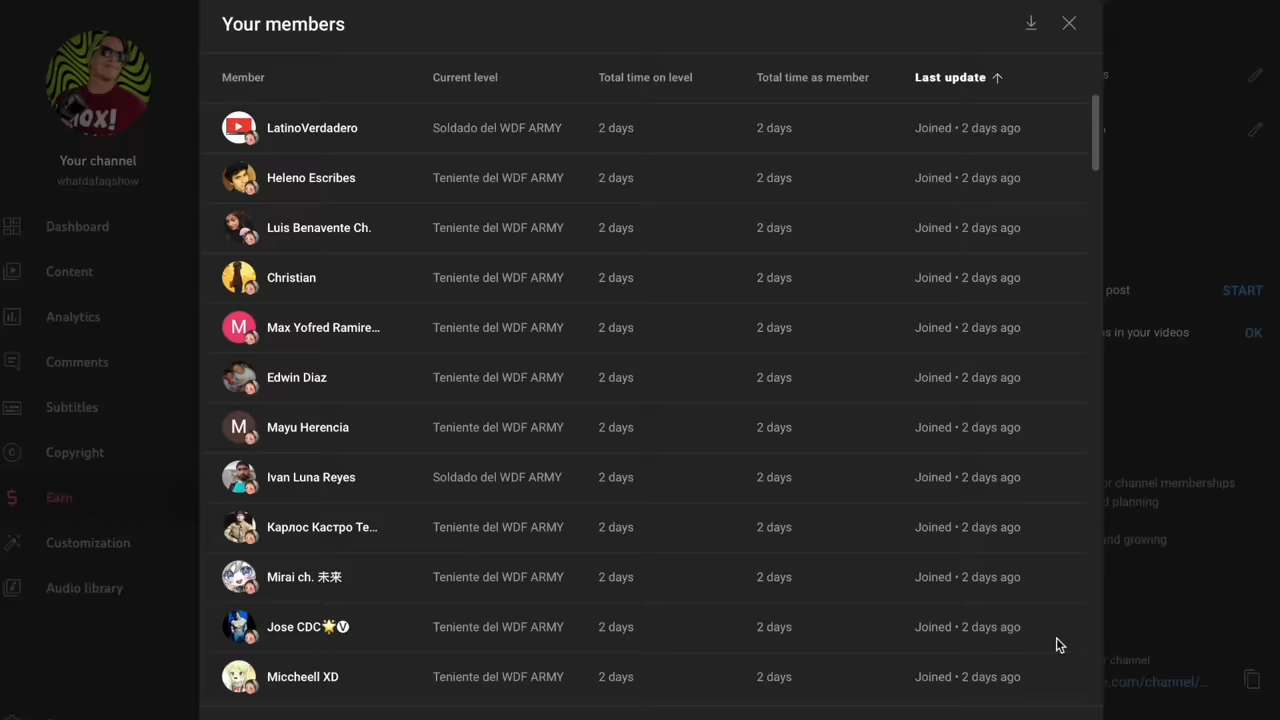 Your members
Member Current level Total time on level Total time as member Last update
LatinoVerdadero Soldado del WDF ARMY 2 days 2 days Joined • 2 days ago
Heleno Escribes Teniente del WDF ARMY 2 days 2 days Joined • 2 days ago
Luis Benavente Ch. Teniente del WDF ARMY 2 days 2 days Joined • 2 days ago
Christian Teniente del WDF ARMY 2 days 2 days Joined • 2 days ago
M Max Yofred Ramire... Teniente del WDF ARMY 2 days 2 days Joined • 2 days ago
Edwin Diaz Teniente del WDF ARMY 2 days 2 days Joined • 2 days ago
M Mayu Herencia Teniente del WDF ARMY 2 days 2 days Joined • 2 days ago
Ivan Luna Reyes Soldado del WDF ARMY 2 days 2 days Joined • 2 days ago
Карлос Кастро Те... Teniente del WDF ARMY 2 days 2 days Joined • 2 days ago
Mirai ch. 未来 Teniente del WDF ARMY 2 days 2 days Joined • 2 days ago
Jose CDC🌟V Teniente del WDF ARMY 2 days 2 days Joined • 2 days ago
Miccheell XD Teniente del WDF ARMY 2 days 2 days Joined • 2 days ago
Your channel
whatdsfaqshow
Dashboard
Content
Analytics
Comments
Subtitles
Copyright
Earn
Customization
Audio library
post START
in your videos OK
channel memberships
planning
and growing
channel
.com/channel/...